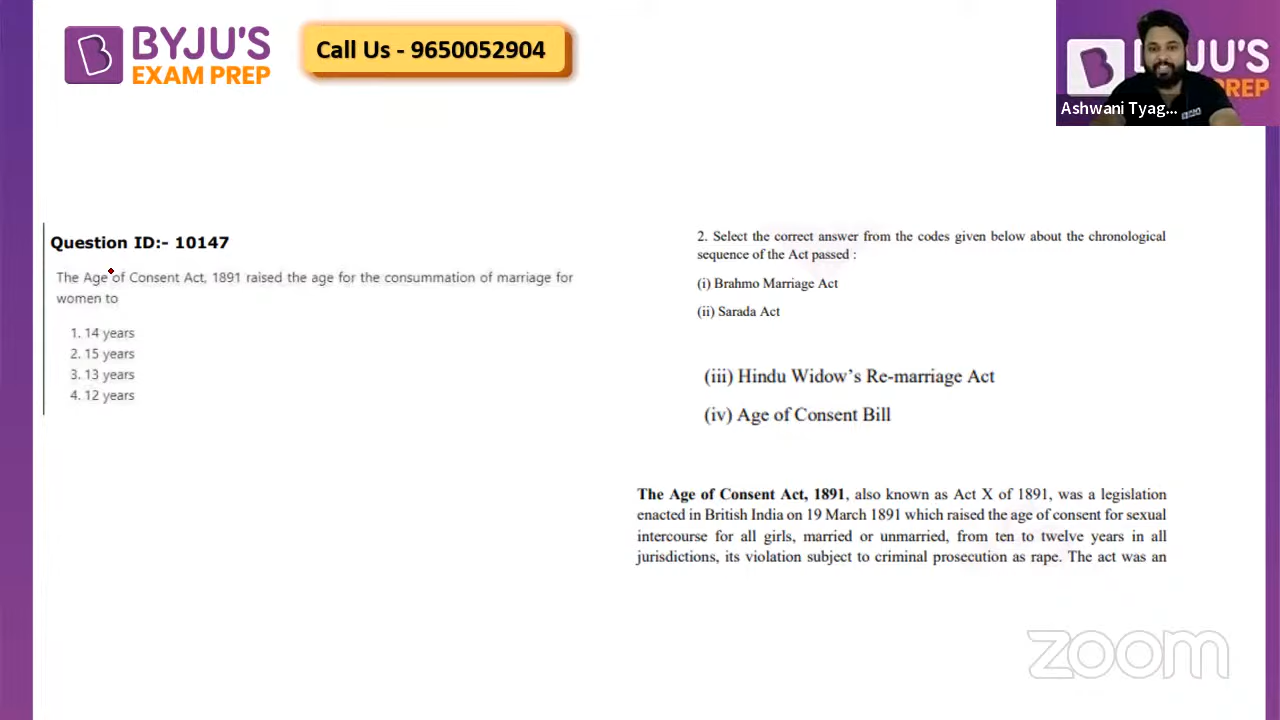 BYJU'S
EXAM PREP
Call Us - 9650052904
Ashwani Tyag...
Question ID:- 10147
The Age of Consent Act, 1891 raised the age for the consummation of marriage for
women to
1. 14 years
2. 15 years
3. 13 years
4. 12 years
2. Select the correct answer from the codes given below about the chronological
sequence of the Act passed :
(i) Brahmo Marriage Act
(ii) Sarada Act
(iii) Hindu Widow's Re-marriage Act
(iv) Age of Consent Bill
The Age of Consent Act, 1891, also known as Act X of 1891, was a legislation
enacted in British India on 19 March 1891 which raised the age of consent for sexual
intercourse for all girls, married or unmarried, from ten to twelve years in all
jurisdictions, its violation subject to criminal prosecution as rape. The act was an
zoom